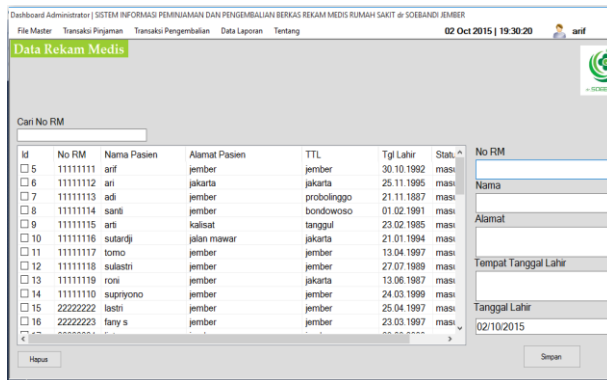 Dashboard Administrator | SISTEM INFORMASI PEMINJAMAN DAN PENGEMBALIAN BERKAS REKAM MEDIS RUMAH SAKIT dr SOEBANDI JEMBER
File Master Transaksi Pinjaman Transaksi Pengembalian Data Laporan Tentang 02 Oct 2015 | 19:30:20 arif
Data Rekam Medis
Cari No RM
Id No RM Nama Pasien Alamat Pasien TTL Tgl Lahir
5 11111111 arif jember jember 30.10.1992
6 11111112 ari jakarta jakarta 25.11.1995
7 11111113 adi jember probolinggo 21.11.1887
8 11111114 santi jember bondowoso 01.02.1991
9 11111115 arti kalisat tanggul 23.02.1985
10 11111116 sutardji jalan mawar jakarta 21.01.1994
11 11111117 tomo jember jember 13.04.1997
12 11111118 sulastri jember jember 27.07.1989
13 11111119 roni jember jakarta 13.06.1987
14 11111110 supriyono jember jember 24.03.1999
15 22222222 lastri jember jember 25.04.1997
16 22222223 fany s jember jember 23.03.1997
Hapus
No RM
Nama
Alamat
Tempat Tanggal Lahir
Tanggal Lahir
02/10/2015
Simpan